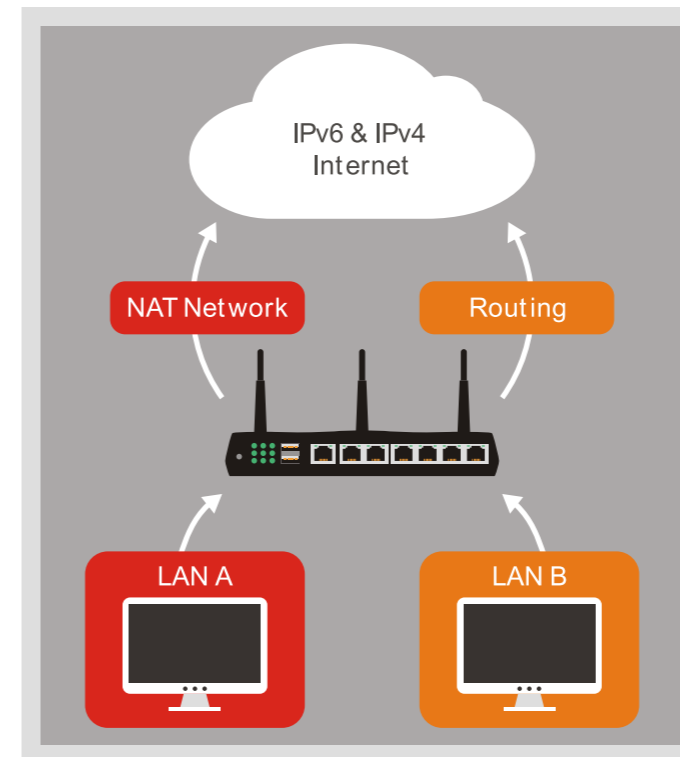 IPv6 & IPv4
Internet
NAT Network
Routing
LAN A
LAN B